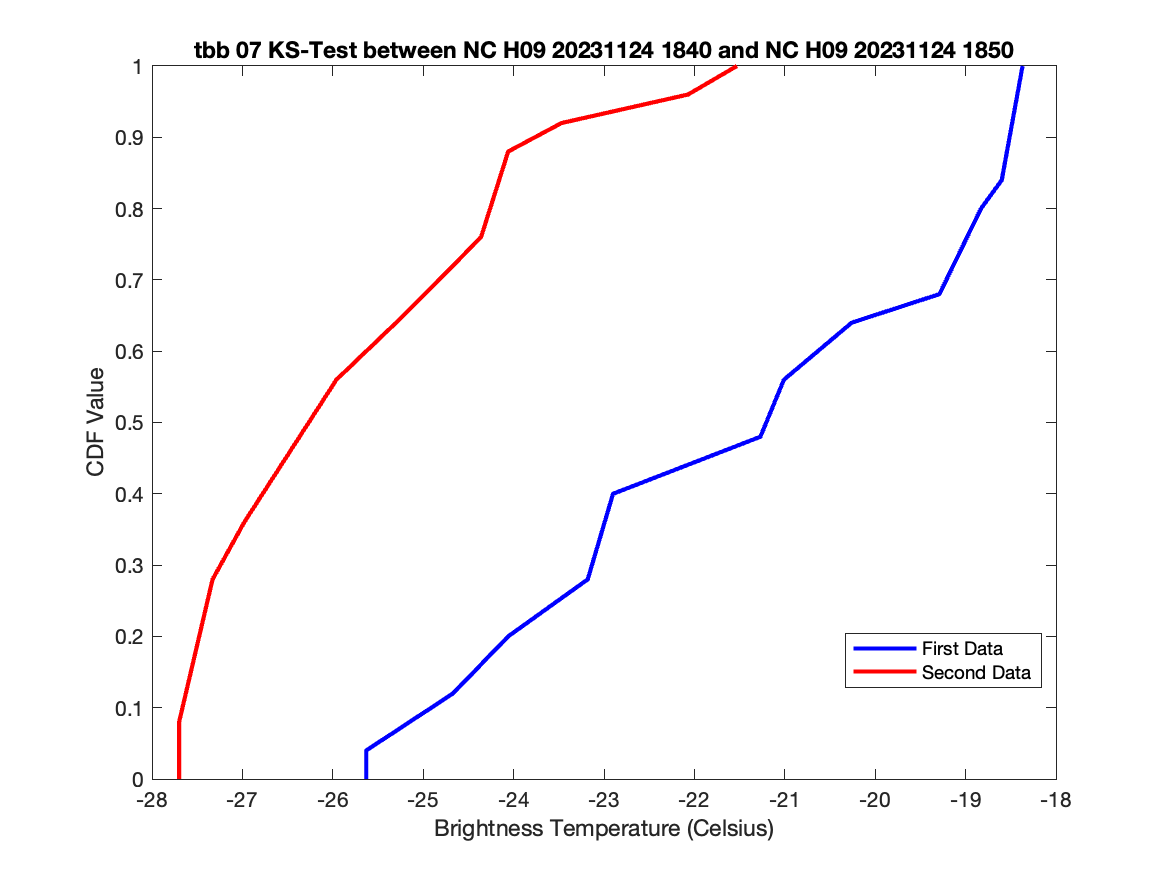 tbb 07 KS-Test between NC H09 20231124 1840 and NC H09 20231124 1850
1
0.9
0.8
0.7
0.6
0.5
0.4
0.3
0.2
0.1
0
CDF Value
First Data
Second Data
-28 -27 -26 -25 -24 -23 -22 -21 -20 -19 -18
Brightness Temperature (Celsius)